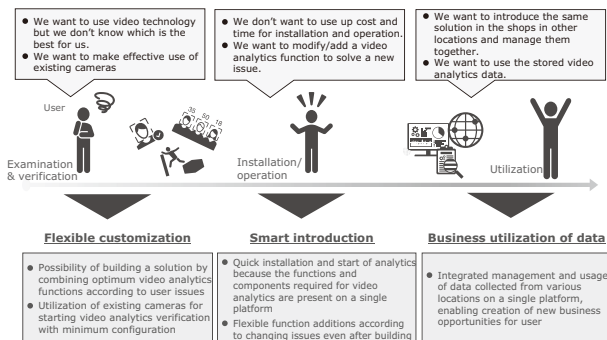 ● We want to use video technology
but we don't know which is the
best for us.
● We want to make effective use of
existing cameras
● We don't want to use up cost and
time for installation and operation.
● We want to modify/add a video
analytics function to solve a new
issue.
● We want to introduce the same
solution in the shops in other
locations and manage them
together.
● We want to use the stored video
analytics data.
User
35 50 18
Examination
& verification
Installation/
operation
Utilization
Flexible customization
Smart introduction
Business utilization of data
● Possibility of building a solution by
combining optimum video analytics
functions according to user issues
● Utilization of existing cameras for
starting video analytics verification
with minimum configuration
● Quick installation and start of analytics
because the functions and
components required for video
analytics are present on a single
platform
● Flexible function additions according
to changing issues even after building
● Integrated management and usage
of data collected from various
locations on a single platform,
enabling creation of new business
opportunities for user